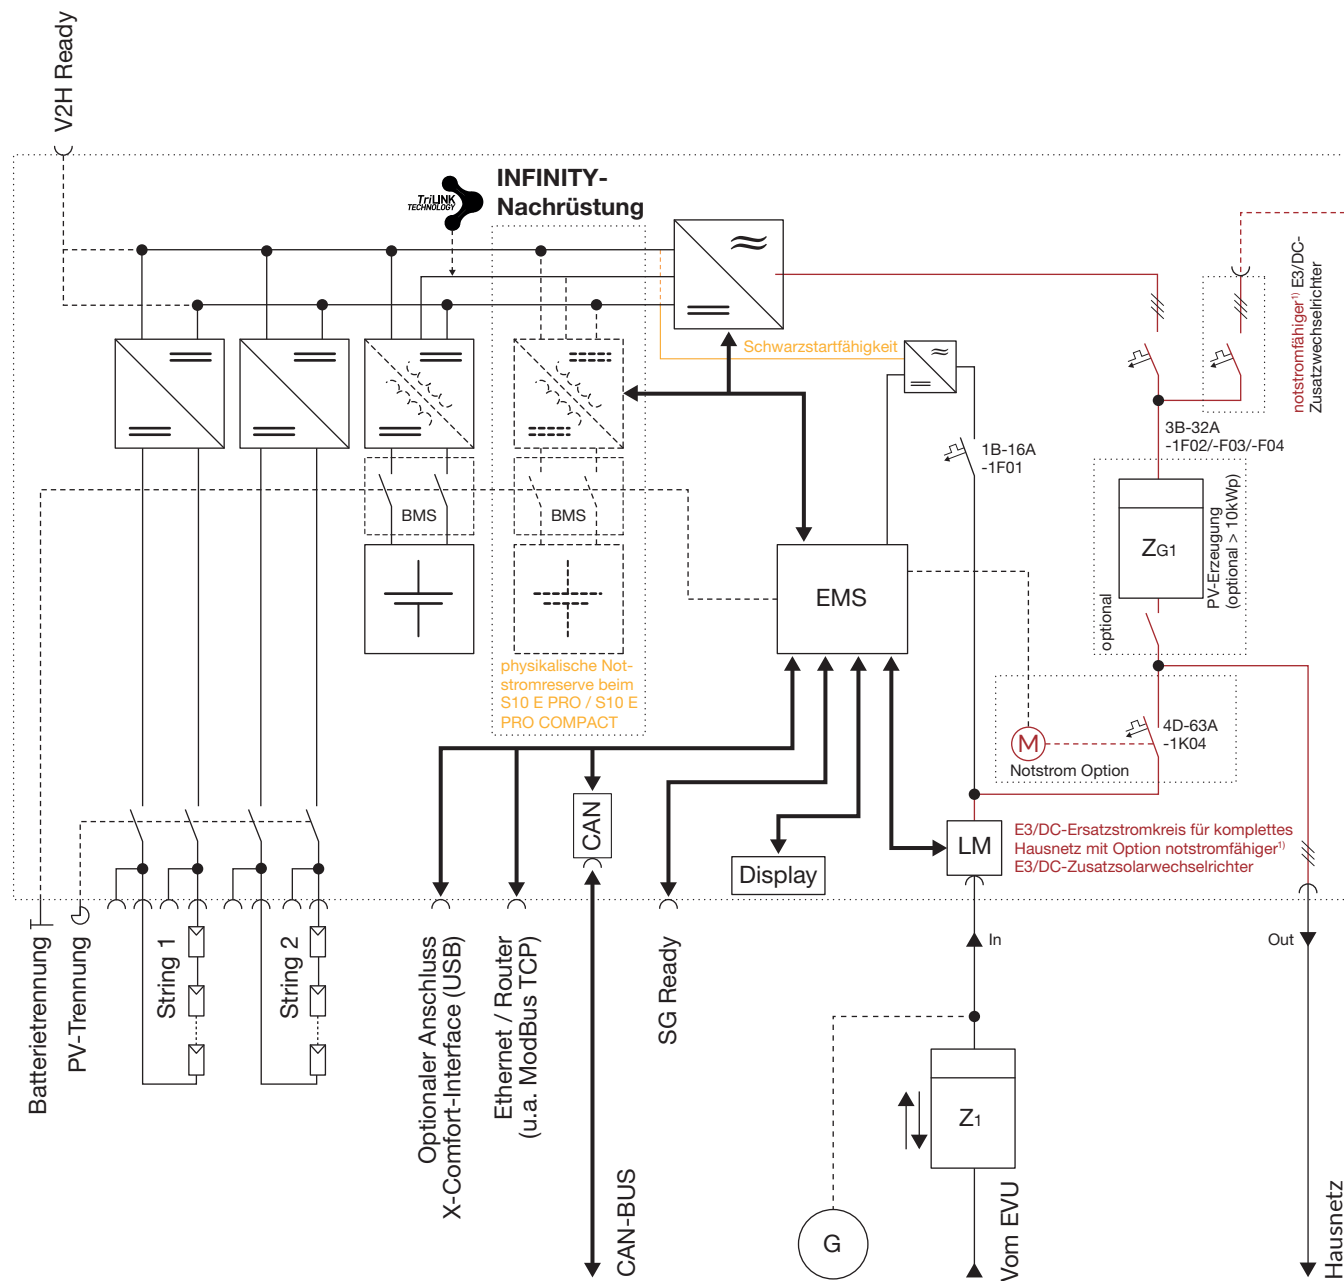 V2H Ready
TriLINK
TECHNOLOGY
INFINITY-
Nachrüstung
notstromfähiger¹⁾ E3/DC-
Zusatzwechselrichter
Schwarzstartfähigkeit
3B-32A
-1F02/-F03/-F04
1B-16A
-1F01
BMS
BMS
ZG1
PV-Erzeugung
(optional > 10kWp)
optional
EMS
physikalische Not-
stromreserve beim
S10 E PRO / S10 E
PRO COMPACT
4D-63A
-1K04
M
Notstrom Option
CAN
LM
E3/DC-Ersatzstromkreis für komplettes
Hausnetz mit Option notstromfähiger¹⁾
E3/DC-Zusatzsolarwechselrichter
Display
Batterietrennung
PV-Trennung
String 1
String 2
Optionaler Anschluss
X-Comfort-Interface (USB)
Ethernet / Router
(u.a. ModBus TCP)
CAN-BUS
SG Ready
In
Out
Z1
G
Vom EVU
Hausnetz